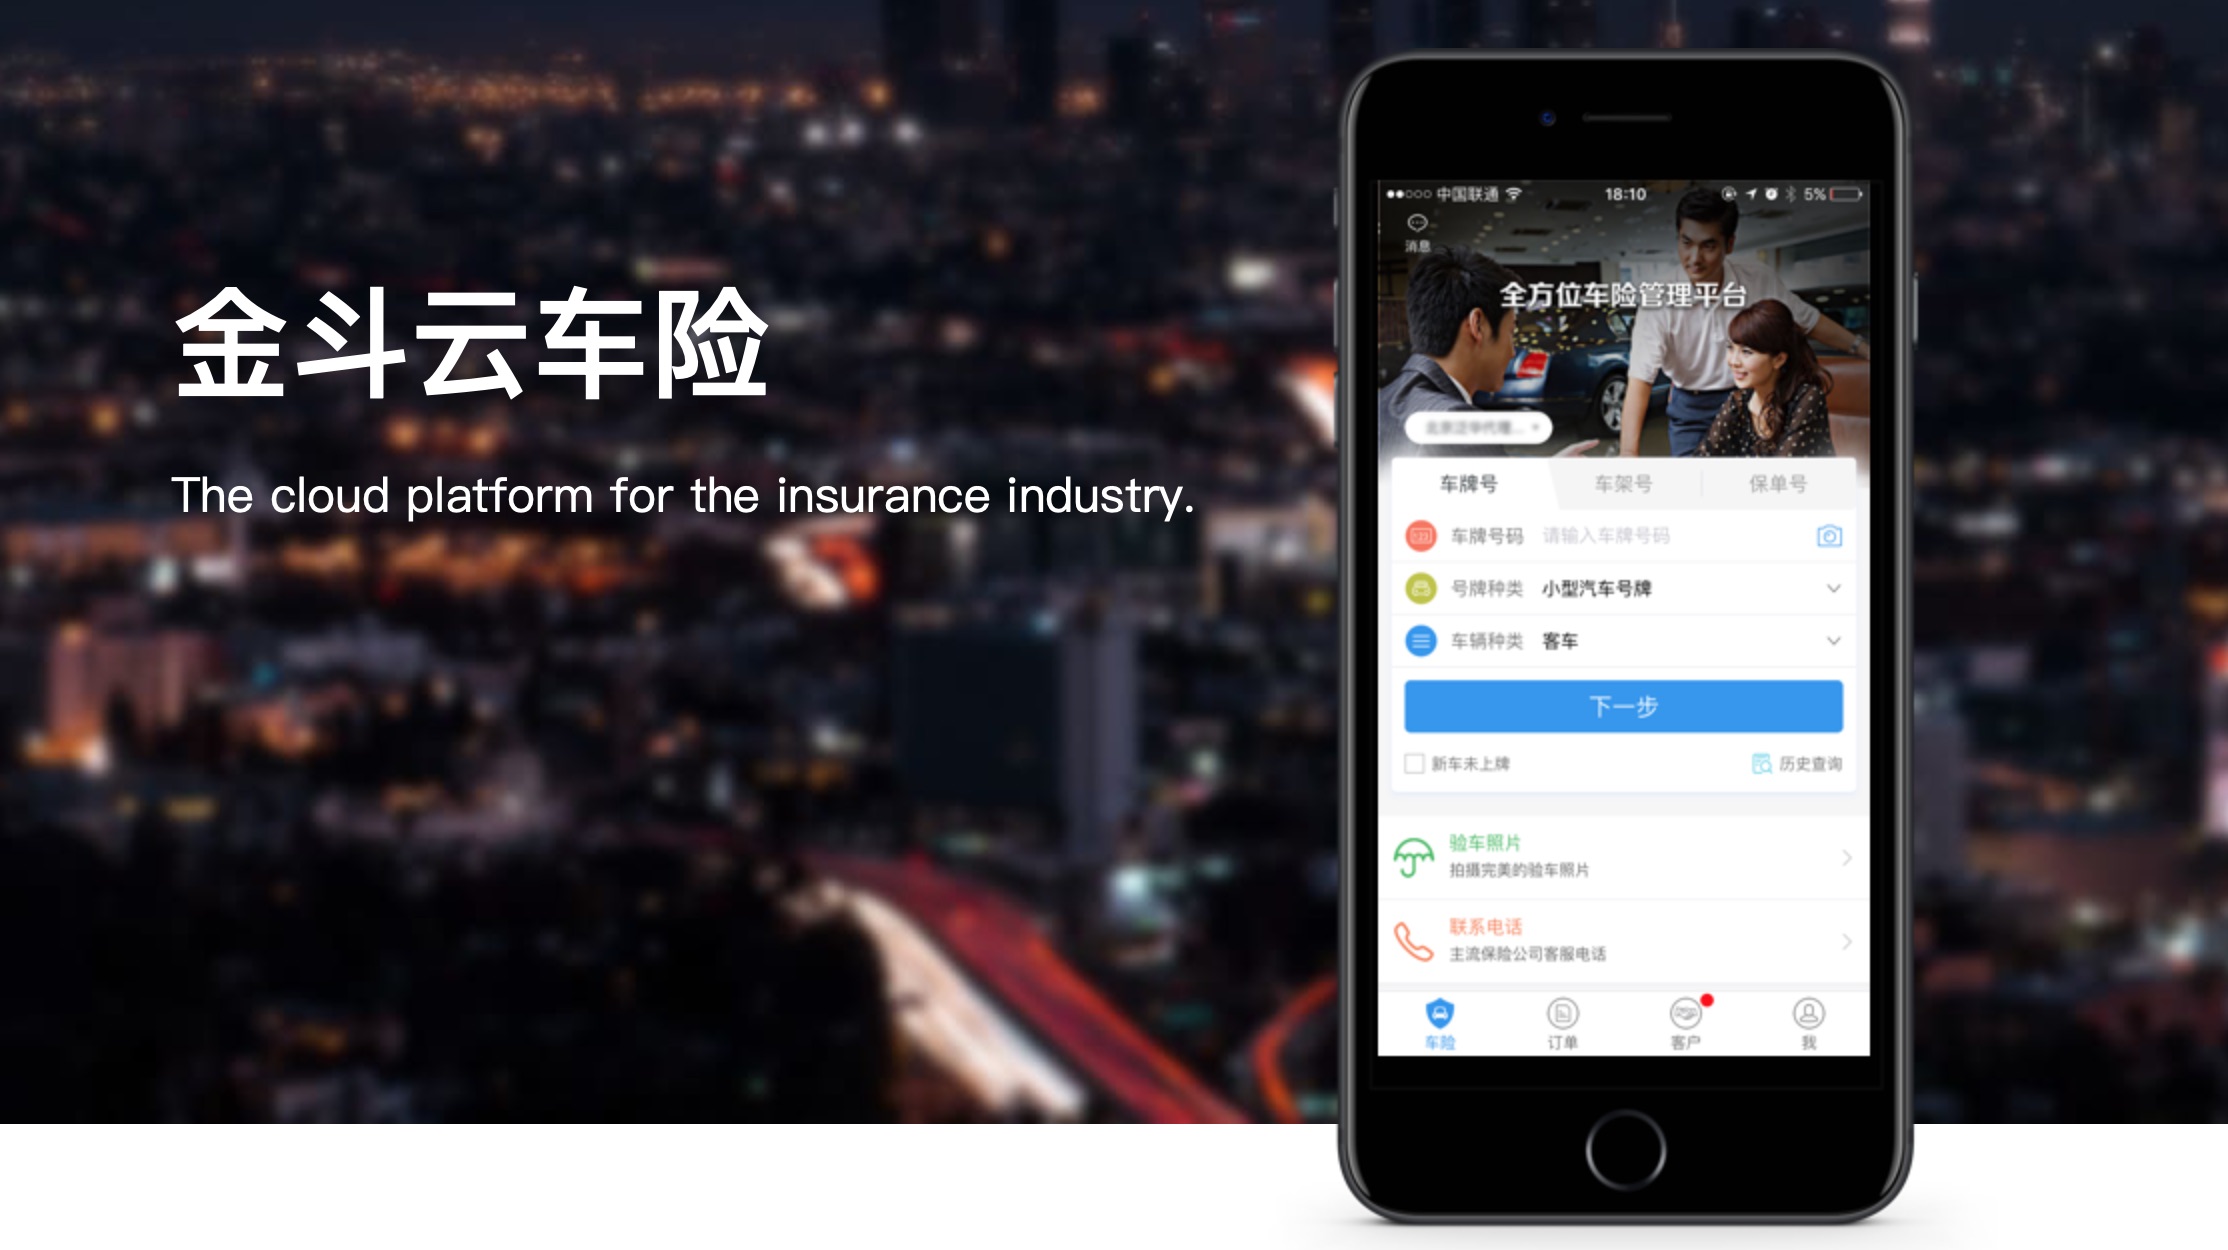 金斗云车险
The cloud platform for the insurance industry.
中国联通 18:10 5%
消息
全方位车险管理平台
车牌号 车架号 保单号
车牌号码 请输入车牌号码
号牌种类 小型汽车号牌
车辆种类 客车
下一步
新车未上牌 历史查询
验车照片
拍摄完美的验车照片
联系电话
主流保险公司客服电话
车险 订单 客户 我